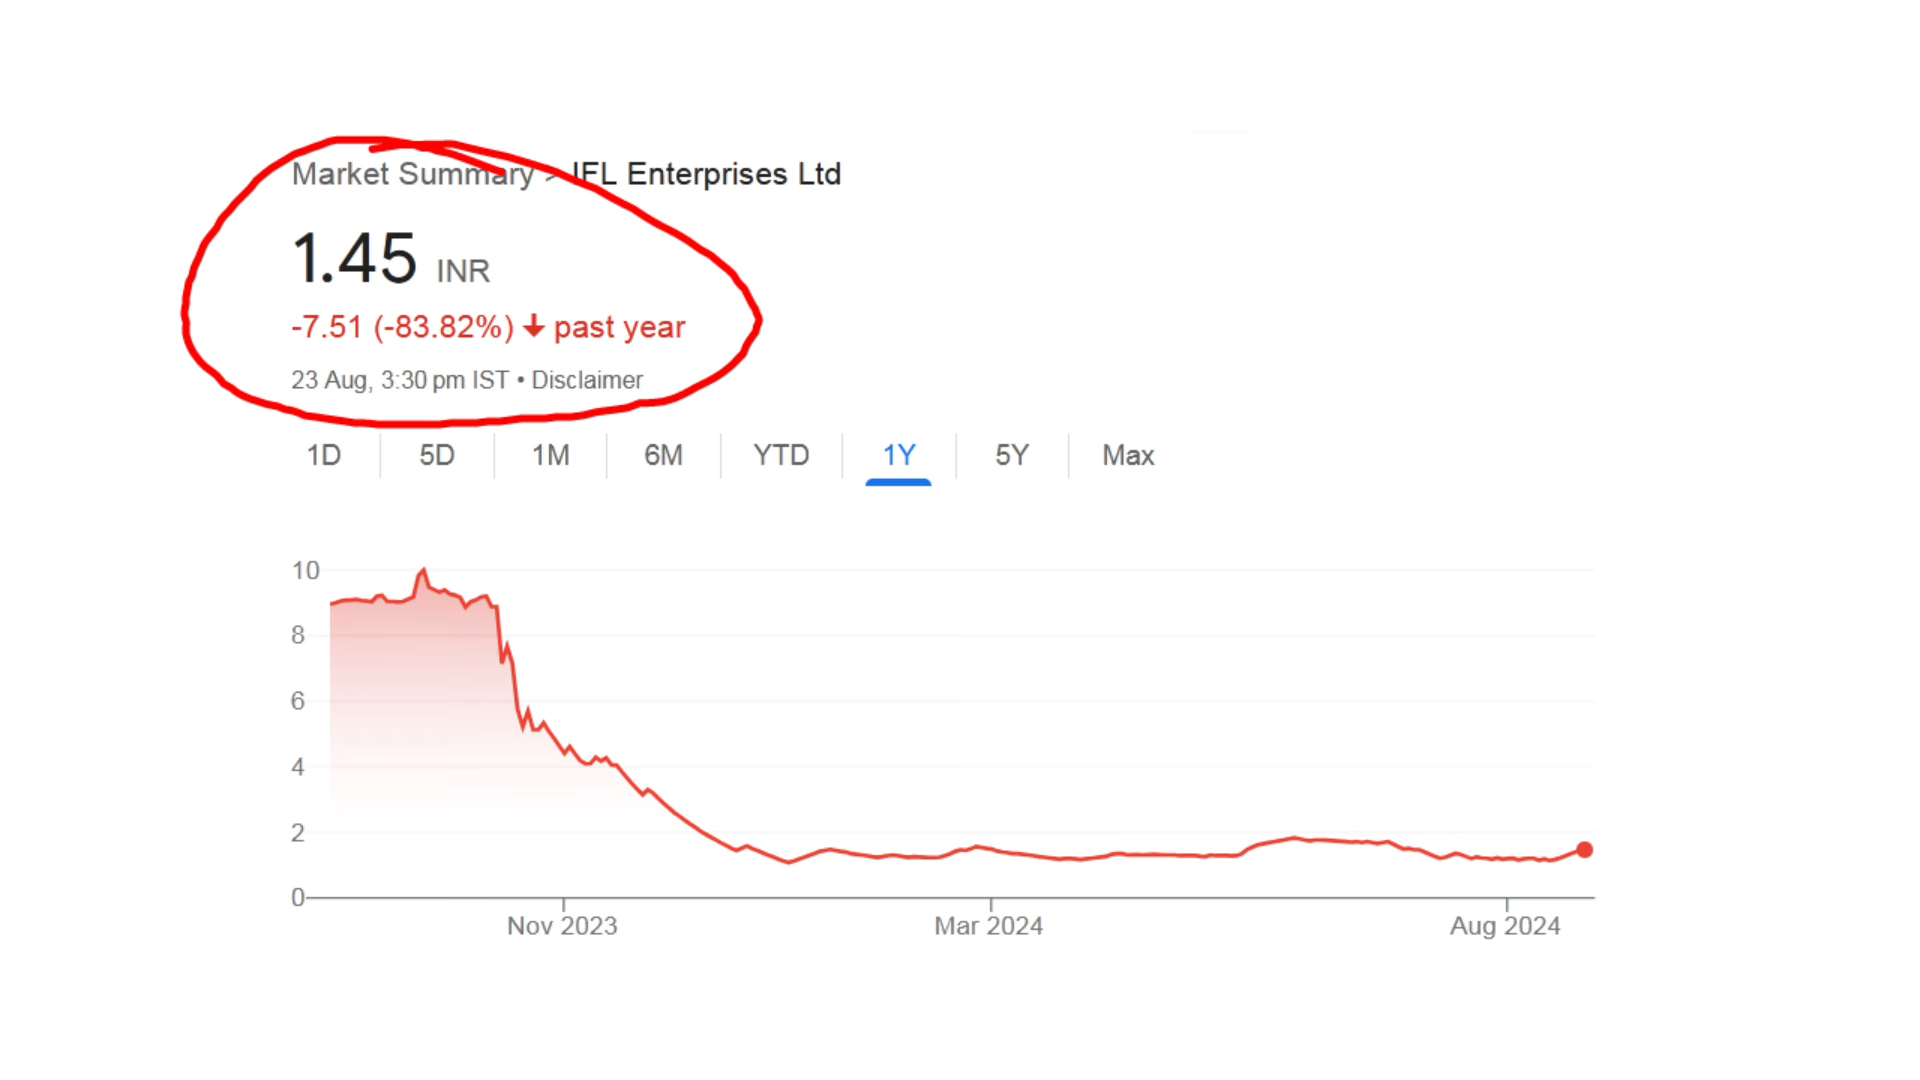 Market Summary > IFL Enterprises Ltd
1.45 INR
-7.51 (-83.82%) ↓ past year
23 Aug, 3:30 pm IST • Disclaimer
1D 5D 1M 6M YTD 1Y 5Y Max
10
8
6
4
2
0
Nov 2023 Mar 2024 Aug 2024